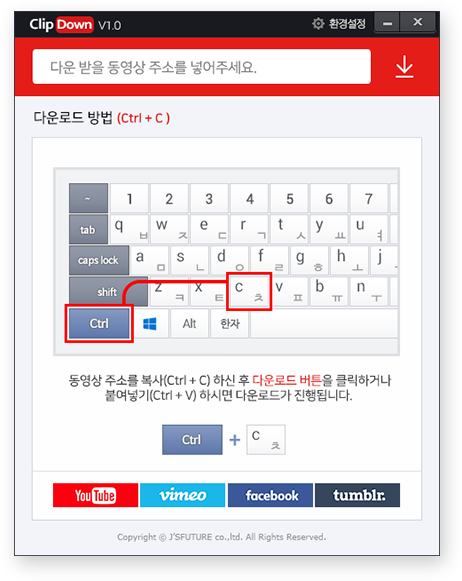 Clip Down V1.0 환경설정
다운 받을 동영상 주소를 넣어주세요.
다운로드 방법 (Ctrl + C )
~ 1 2 3 4 5 6 7
tab q ㅂ w ㅈ e ㄷ r ㄱ t ㅅ y ㅛ u ㅕ
caps lock a ㅁ s ㄴ d ㅇ f ㄹ g ㅎ h ㅗ j
shift z ㅋ x ㅌ c ㅊ v ㅍ b ㅠ n ㅜ
Ctrl Alt 한자
동영상 주소를 복사(Ctrl + C) 하신 후 다운로드 버튼을 클릭하거나
붙여넣기(Ctrl + V) 하시면 다운로드가 진행됩니다.
Ctrl + C ㅊ
YouTube vimeo facebook tumblr.
Copyright © J'SFUTURE co.,ltd. All Rights Reserved.